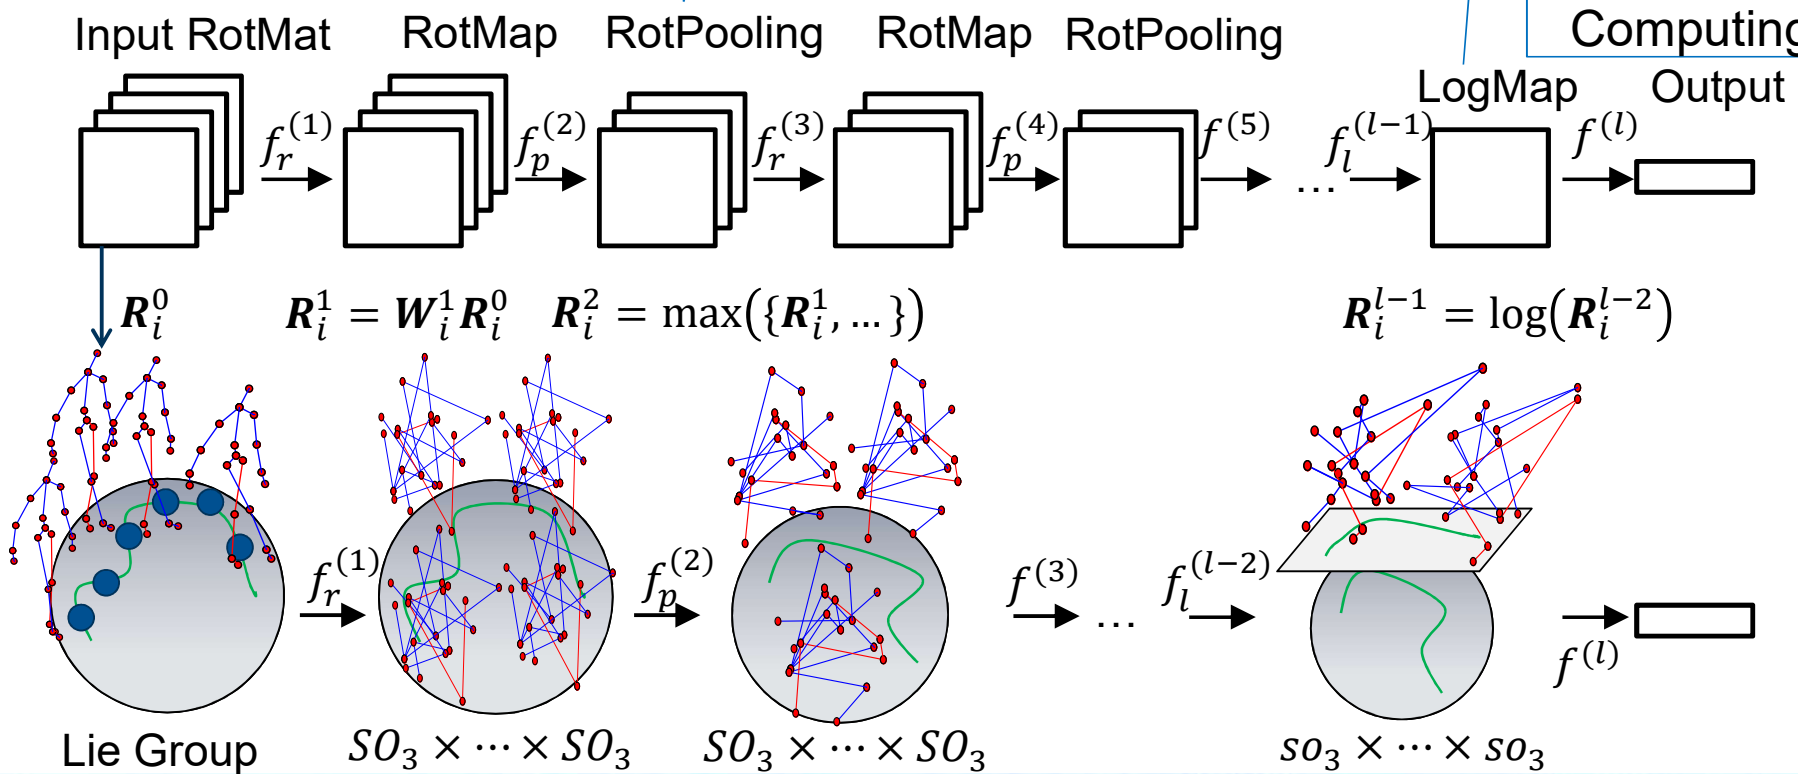 Computing
Input RotMat RotMap RotPooling RotMap RotPooling
LogMap Output
f_r^{(1)} f_p^{(2)} f_r^{(3)} f_p^{(4)} f^{(5)} ... f_l^{(l−1)} f^{(l)}
R_i^0 R_i^1 = W_i^1 R_i^0 R_i^2 = max({R_i^1, ...}) R_i^{l−1} = log(R_i^{l−2})
f_r^{(1)} f_p^{(2)} f^{(3)} ... f_l^{(l−2)} f^{(l)}
Lie Group SO_3 × ⋯ × SO_3 SO_3 × ⋯ × SO_3 so_3 × ⋯ × so_3